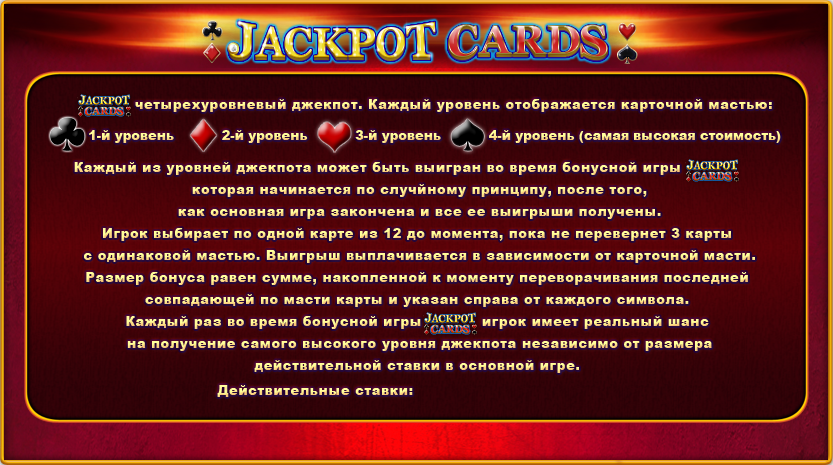 JACKPOT CARDS
JACKPOT CARDS четырехуровневый джекпот. Каждый уровень отображается карточной мастью:
1-й уровень 2-й уровень 3-й уровень 4-й уровень (самая высокая стоимость)
Каждый из уровней джекпота может быть выигран во время бонусной игры JACKPOT CARDS
которая начинается по случйному принципу, после того,
как основная игра закончена и все ее выигрыши получены.
Игрок выбирает по одной карте из 12 до момента, пока не перевернет 3 карты
с одинаковой мастью. Выигрыш выплачивается в зависимости от карточной масти.
Размер бонуса равен сумме, накопленной к моменту переворачивания последней
совпадающей по масти карты и указан справа от каждого символа.
Каждый раз во время бонусной игры JACKPOT CARDS игрок имеет реальный шанс
на получение самого высокого уровня джекпота независимо от размера
действительной ставки в основной игре.
Действительные ставки: